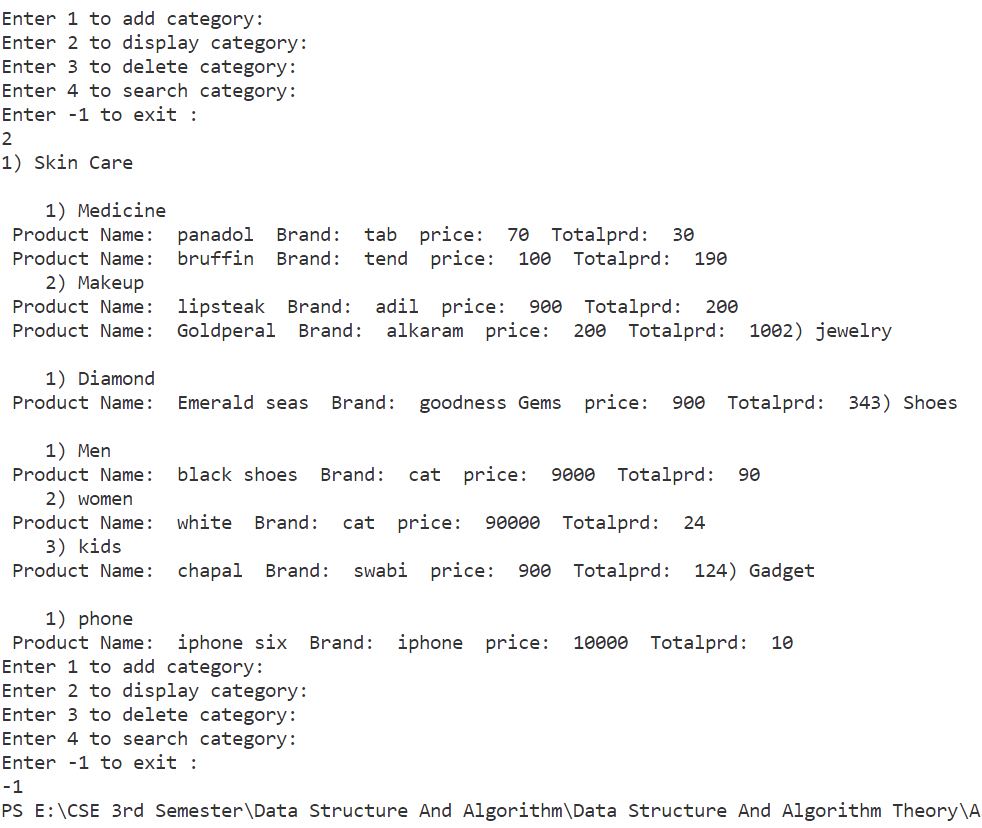 Enter 1 to add category:
Enter 2 to display category:
Enter 3 to delete category:
Enter 4 to search category:
Enter -1 to exit :
2
1) Skin Care
1) Medicine
Product Name:  panadol  Brand:  tab  price:  70  Totalprd:  30
Product Name:  bruffin  Brand:  tend  price:  100  Totalprd:  190
2) Makeup
Product Name:  lipsteak  Brand:  adil  price:  900  Totalprd:  200
Product Name:  Goldperal  Brand:  alkaram  price:  200  Totalprd:  1002) jewelry
1) Diamond
Product Name:  Emerald seas  Brand:  goodness Gems  price:  900  Totalprd:  343) Shoes
1) Men
Product Name:  black shoes  Brand:  cat  price:  9000  Totalprd:  90
2) women
Product Name:  white  Brand:  cat  price:  90000  Totalprd:  24
3) kids
Product Name:  chapal  Brand:  swabi  price:  900  Totalprd:  124) Gadget
1) phone
Product Name:  iphone six  Brand:  iphone  price:  10000  Totalprd:  10
Enter 1 to add category:
Enter 2 to display category:
Enter 3 to delete category:
Enter 4 to search category:
Enter -1 to exit :
-1
PS E:\CSE 3rd Semester\Data Structure And Algorithm\Data Structure And Algorithm Theory\A